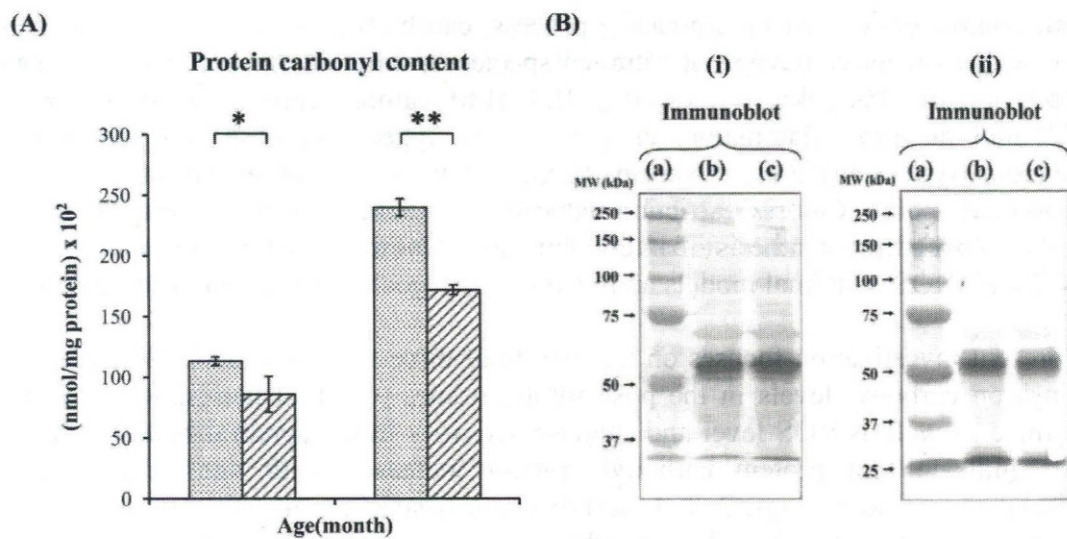 (A)
Protein carbonyl content
(nmol/mg protein) x 10²
300
250
200
150
100
50
0
*
**
Age(month)
(B)
(i)
Immunoblot
(a) (b) (c)
MW (kDa)
250
150
100
75
50
37
(ii)
Immunoblot
(a) (b) (c)
MW (kDa)
250
150
100
75
50
37
25